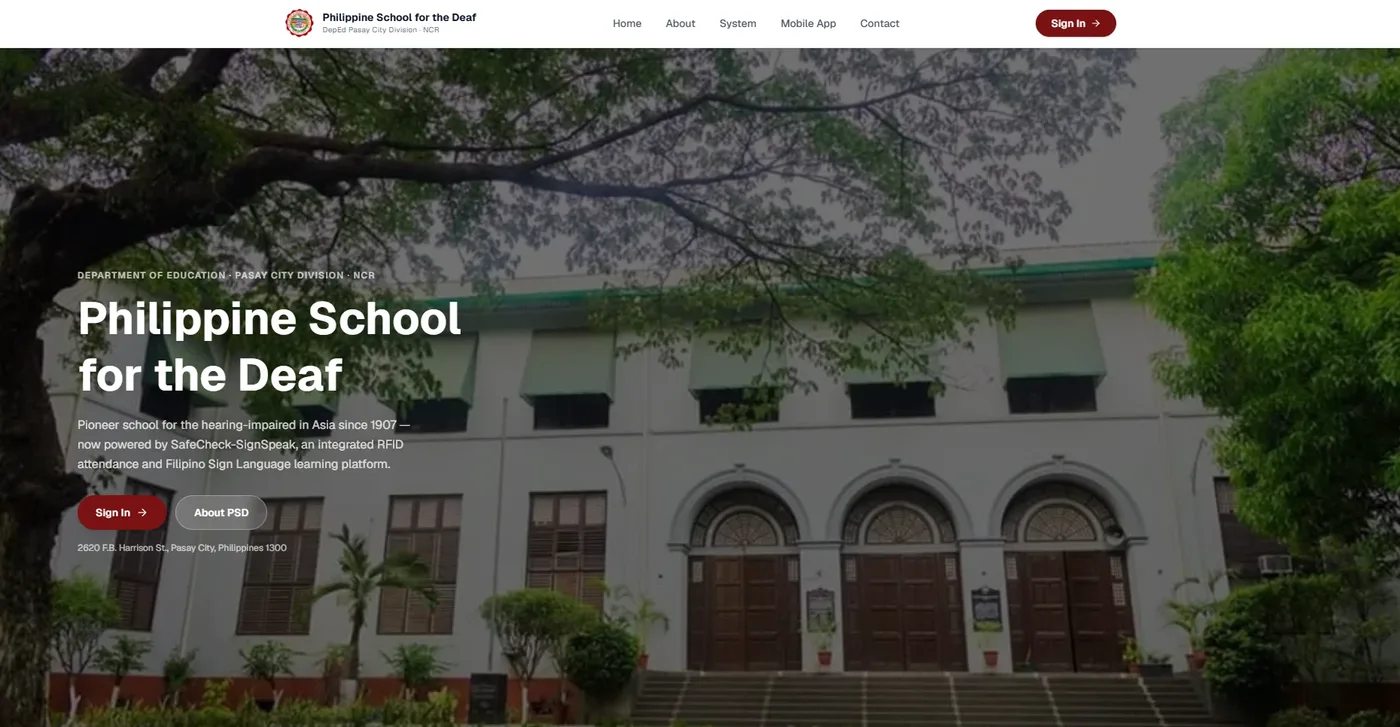 Philippine School for the Deaf
DepEd Pasay City Division · NCR
Home
About
System
Mobile App
Contact
Sign In →
DEPARTMENT OF EDUCATION · PASAY CITY DIVISION · NCR
Philippine School
for the Deaf
Pioneer school for the hearing-impaired in Asia since 1907 —
now powered by SafeCheck-SignSpeak, an integrated RFID
attendance and Filipino Sign Language learning platform.
Sign In →
About PSD
2620 F.B. Harrison St., Pasay City, Philippines 1300